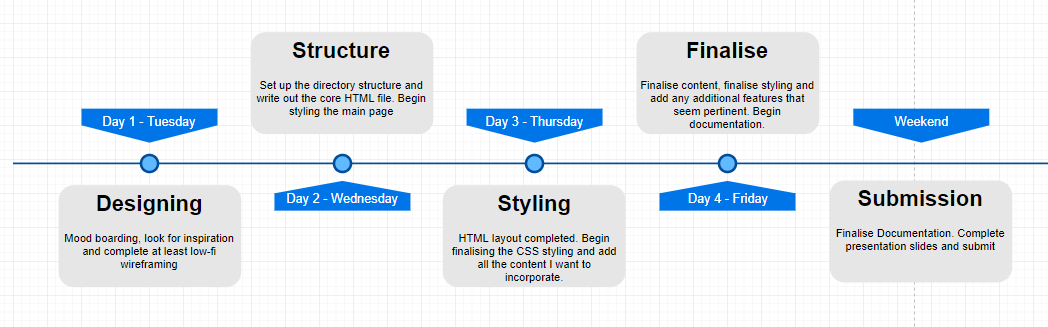 Day 1 - Tuesday
Designing
Mood boarding, look for inspiration
and complete at least low-fi
wireframing
Structure
Set up the directory structure and
write out the core HTML file. Begin
styling the main page
Day 2 - Wednesday
Day 3 - Thursday
Styling
HTML layout completed. Begin
finalising the CSS styling and add
all the content I want to
incorporate.
Finalise
Finalise content, finalise styling and
add any additional features that
seem pertinent. Begin
documentation.
Day 4 - Friday
Weekend
Submission
Finalise Documentation. Complete
presentation slides and submit